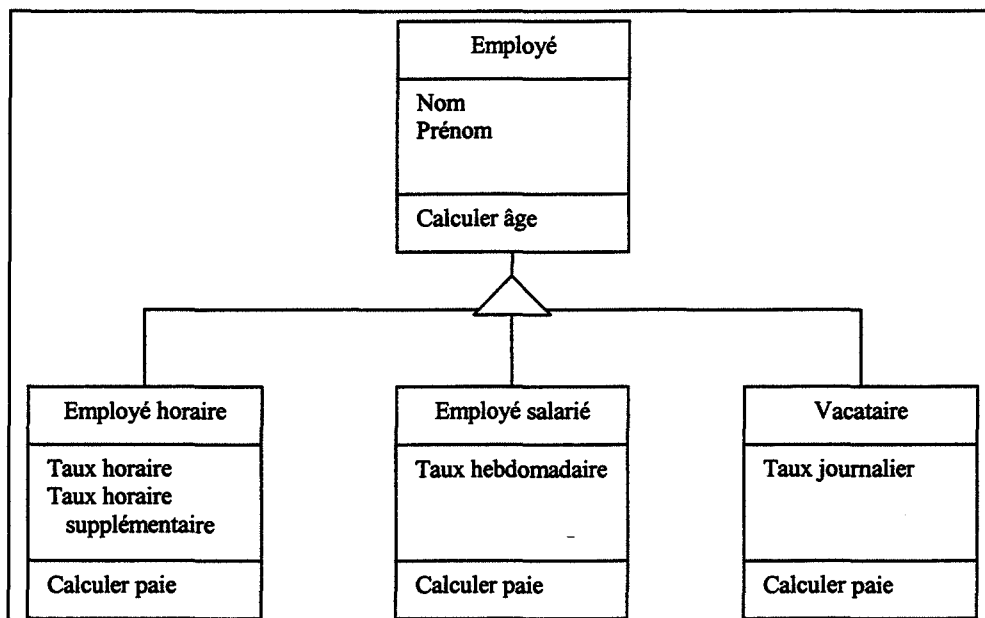 Employé
Nom
Prénom
Calculer âge
Employé horaire
Taux horaire
Taux horaire
supplémentaire
Calculer paie
Employé salarié
Taux hebdomadaire
Calculer paie
Vacataire
Taux journalier
Calculer paie